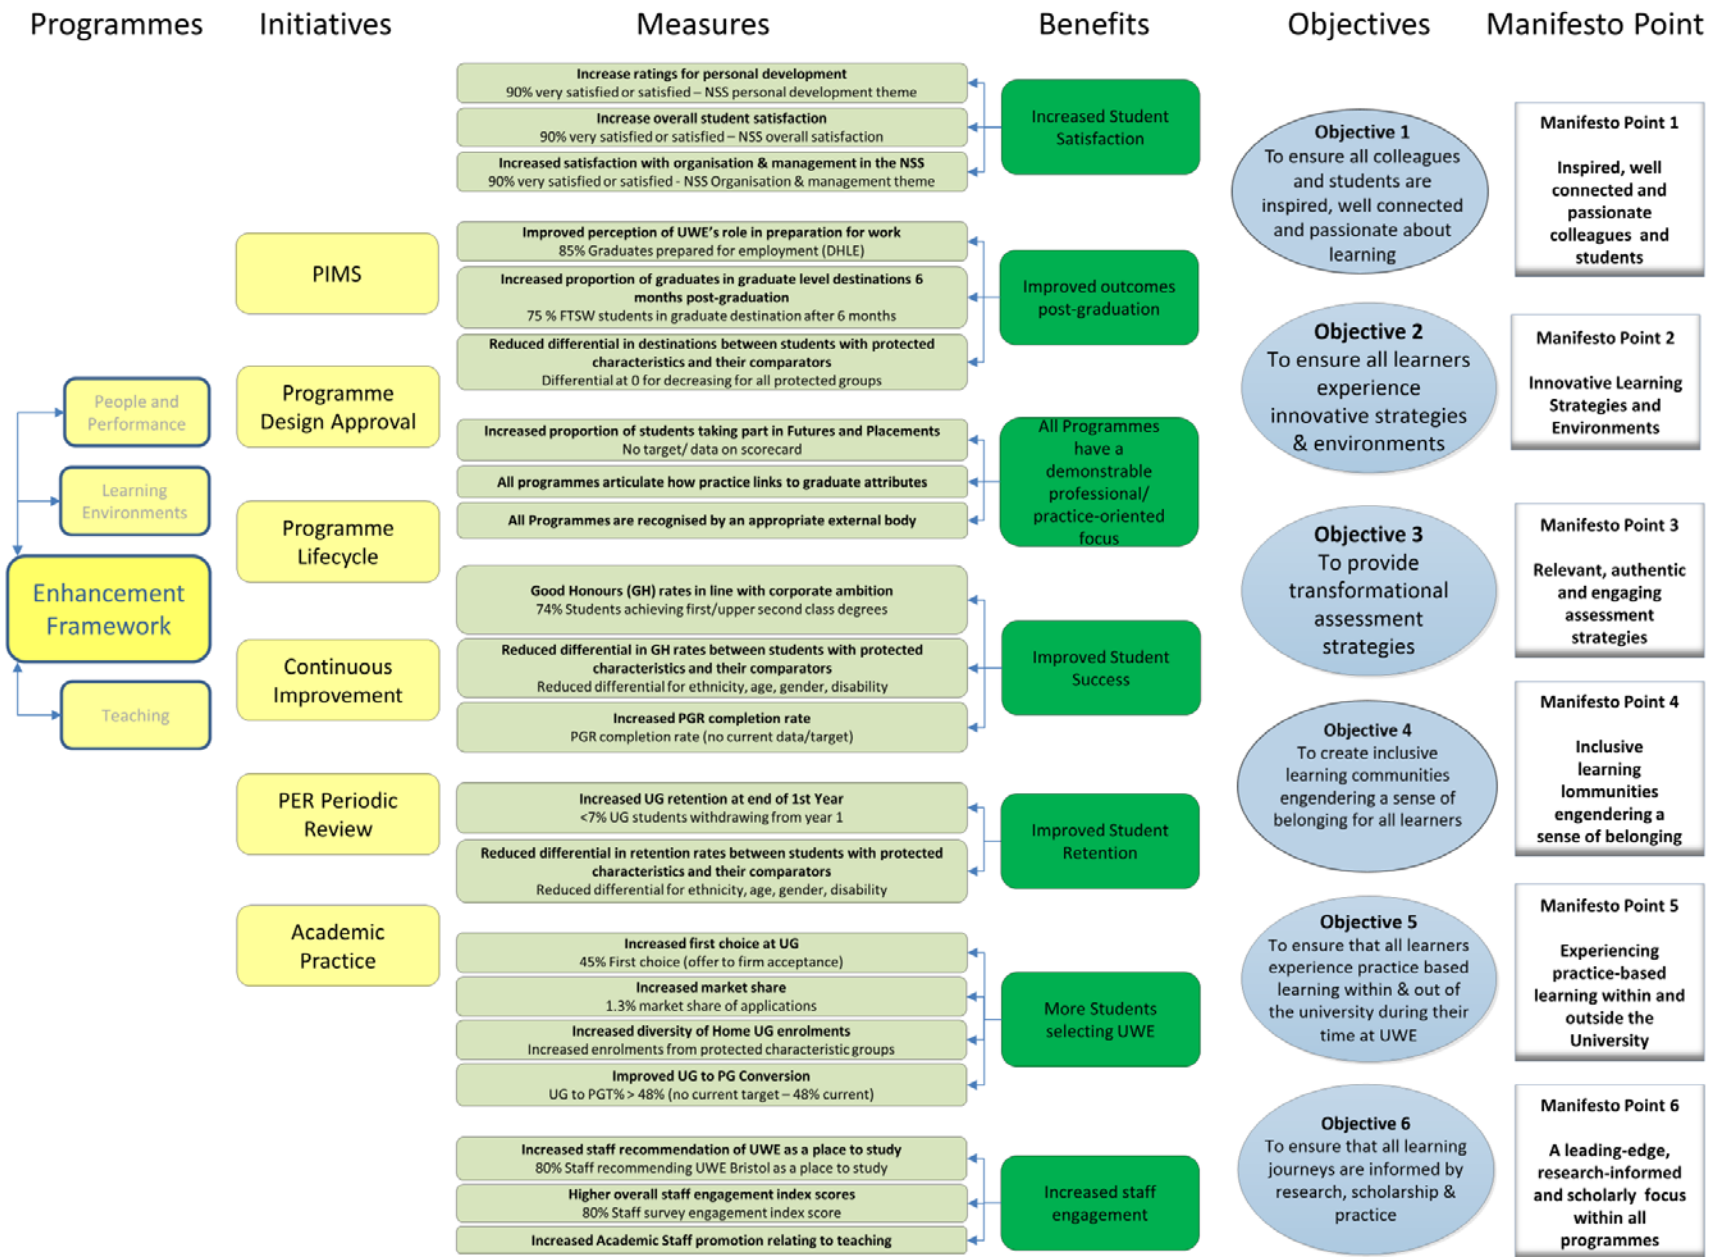 Programmes
Initiatives
Measures
Benefits
Objectives
Manifesto Point
People and
Performance
Learning
Environments
Enhancement
Framework
Teaching
PIMS
Programme
Design Approval
Programme
Lifecycle
Continuous
Improvement
PER Periodic
Review
Academic
Practice
Increase ratings for personal development
90% very satisfied or satisfied – NSS personal development theme
Increase overall student satisfaction
90% very satisfied or satisfied – NSS overall satisfaction
Increased satisfaction with organisation & management in the NSS
90% very satisfied or satisfied - NSS Organisation & management theme
Improved perception of UWE's role in preparation for work
85% Graduates prepared for employment (DHLE)
Increased proportion of graduates in graduate level destinations 6
months post-graduation
75 % FTSW students in graduate destination after 6 months
Reduced differential in destinations between students with protected
characteristics and their comparators
Differential at 0 for decreasing for all protected groups
Increased proportion of students taking part in Futures and Placements
No target/ data on scorecard
All programmes articulate how practice links to graduate attributes
All Programmes are recognised by an appropriate external body
Good Honours (GH) rates in line with corporate ambition
74% Students achieving first/upper second class degrees
Reduced differential in GH rates between students with protected
characteristics and their comparators
Reduced differential for ethnicity, age, gender, disability
Increased PGR completion rate
PGR completion rate (no current data/target)
Increased UG retention at end of 1st Year
<7% UG students withdrawing from year 1
Reduced differential in retention rates between students with protected
characteristics and their comparators
Reduced differential for ethnicity, age, gender, disability
Increased first choice at UG
45% First choice (offer to firm acceptance)
Increased market share
1.3% market share of applications
Increased diversity of Home UG enrolments
Increased enrolments from protected characteristic groups
Improved UG to PG Conversion
UG to PGT% > 48% (no current target – 48% current)
Increased staff recommendation of UWE as a place to study
80% Staff recommending UWE Bristol as a place to study
Higher overall staff engagement index scores
80% Staff survey engagement index score
Increased Academic Staff promotion relating to teaching
Increased Student
Satisfaction
Improved outcomes
post-graduation
All Programmes
have a
demonstrable
professional/
practice-oriented
focus
Improved Student
Success
Improved Student
Retention
More Students
selecting UWE
Increased staff
engagement
Objective 1
To ensure all colleagues
and students are
inspired, well connected
and passionate about
learning
Objective 2
To ensure all learners
experience
innovative strategies
& environments
Objective 3
To provide
transformational
assessment
strategies
Objective 4
To create inclusive
learning communities
engendering a sense of
belonging for all learners
Objective 5
To ensure that all learners
experience practice based
learning within & out of
the university during their
time at UWE
Objective 6
To ensure that all learning
journeys are informed by
research, scholarship &
practice
Manifesto Point 1
Inspired, well
connected and
passionate
colleagues and
students
Manifesto Point 2
Innovative Learning
Strategies and
Environments
Manifesto Point 3
Relevant, authentic
and engaging
assessment
strategies
Manifesto Point 4
Inclusive
learning
lommunities
engendering a
sense of belonging
Manifesto Point 5
Experiencing
practice-based
learning within and
outside the
University
Manifesto Point 6
A leading-edge,
research-informed
and scholarly focus
within all
programmes